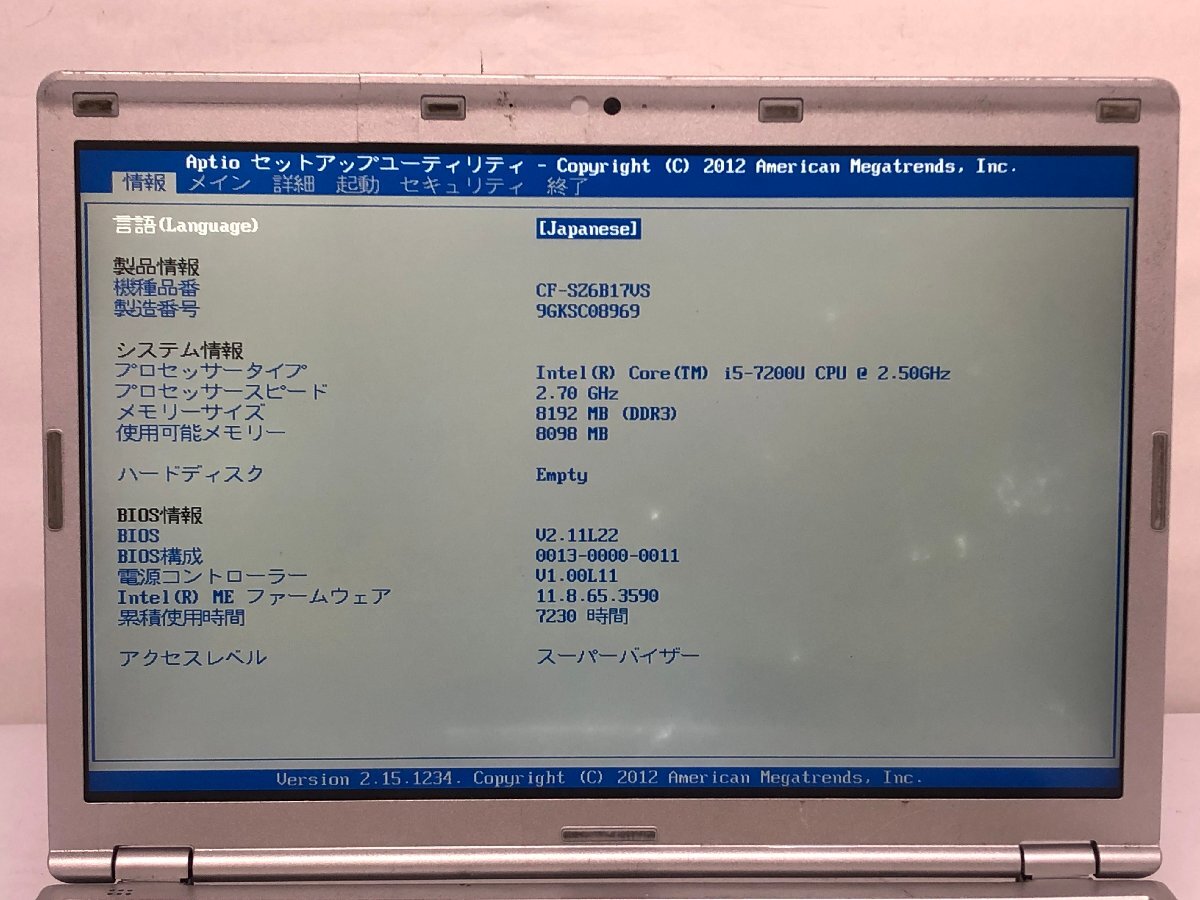 Aptio セットアップユーティリティ - Copyright (C) 2012 American Megatrends, Inc.
情報 メイン 詳細 起動 セキュリティ 終了
言語(Language) [Japanese]
製品情報
機種品番 CF-SZ6B17VS
製造番号 9GKSC08969
システム情報
プロセッサータイプ Intel(R) Core(TM) i5-7200U CPU @ 2.50GHz
プロセッサースピード 2.70 GHz
メモリーサイズ 8192 MB (DDR3)
使用可能メモリー 8098 MB
ハードディスク Empty
BIOS情報
BIOS V2.11L22
BIOS構成 0013-0000-0011
電源コントローラー V1.00L11
Intel(R) ME ファームウェア 11.8.65.3590
累積使用時間 7230 時間
アクセスレベル スーパーバイザー
Version 2.15.1234. Copyright (C) 2012 American Megatrends, Inc.